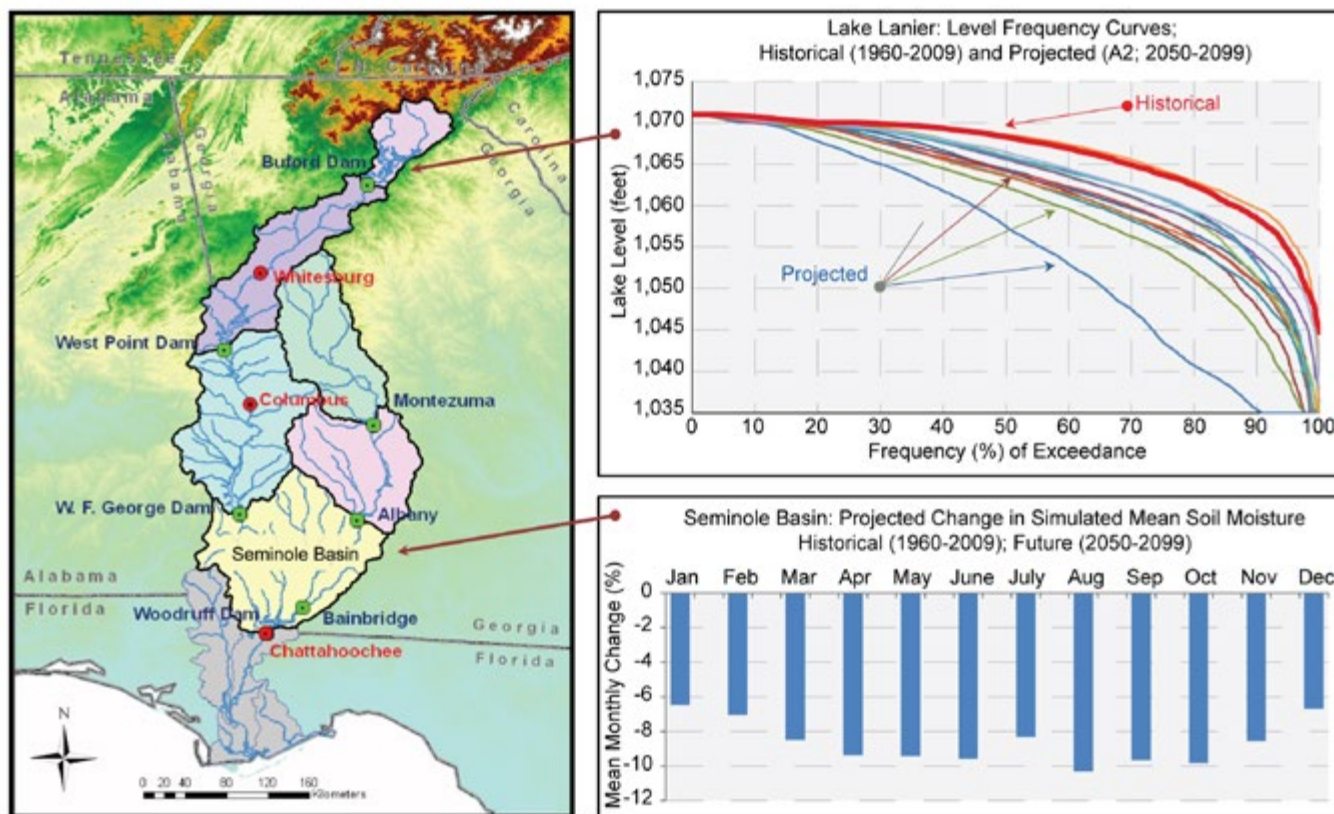 Tennessee
Alabama
N. Carolina
Carolina
Georgia
Georgia
Alabama
Buford Dam
Whitesburg
West Point Dam
Columbus
Montezuma
W. F. George Dam
Albany
Seminole Basin
Alabama
Florida
Woodruff Dam
Bainbridge
Georgia
Florida
Chattahoochee
N
0 20 40 80 120 160
Kilometers
Lake Lanier: Level Frequency Curves;
Historical (1960-2009) and Projected (A2; 2050-2099)
Lake Level (feet)
1,075
1,070
1,065
1,060
1,055
1,050
1,045
1,040
1,035
Historical
Projected
0 10 20 30 40 50 60 70 80 90 100
Frequency (%) of Exceedance
Seminole Basin: Projected Change in Simulated Mean Soil Moisture
Historical (1960-2009); Future (2050-2099)
Jan Feb Mar Apr May June July Aug Sep Oct Nov Dec
Mean Monthly Change (%)
0
-2
-4
-6
-8
-10
-12